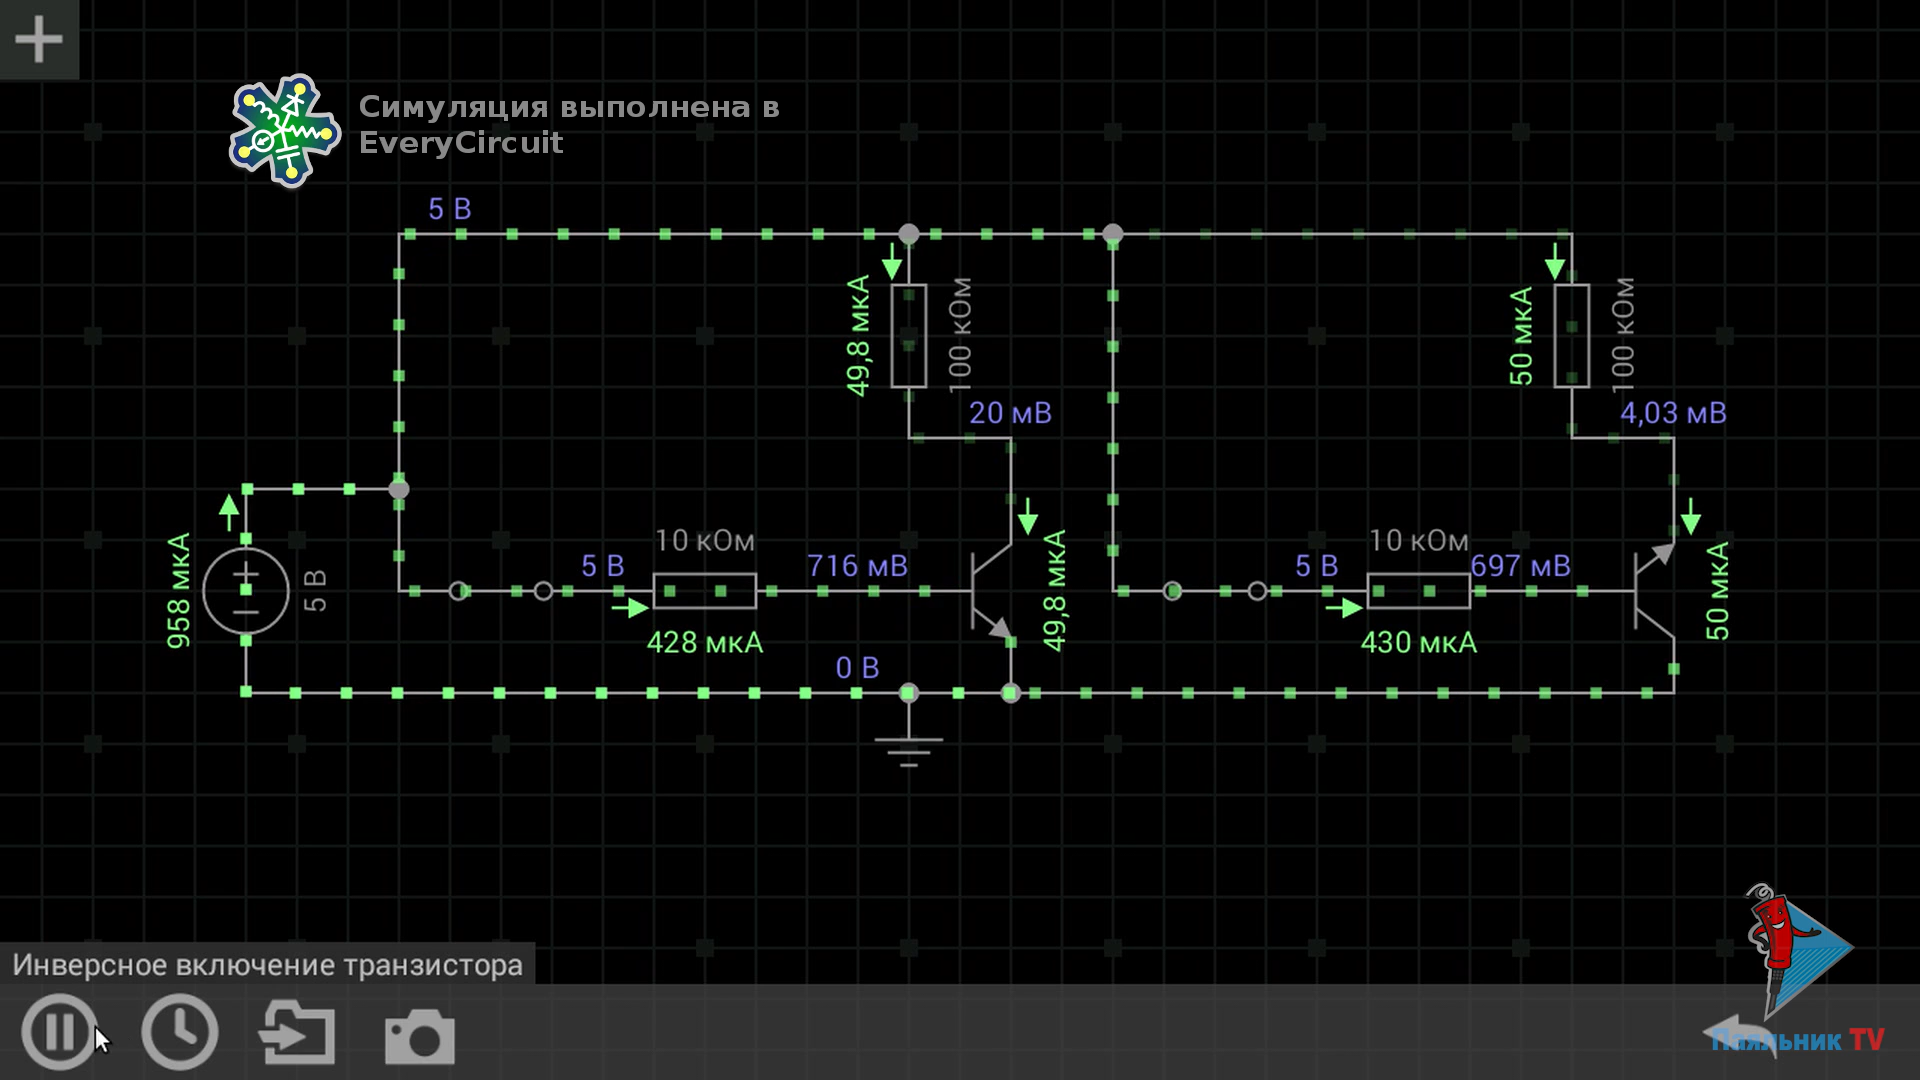 Симуляция выполнена в
EveryCircuit
5 В
49,8 мкА
100 кОм
20 мВ
50 мкА
100 кОм
4,03 мВ
958 мкА
5 В
5 В
10 кОм
716 мВ
428 мкА
49,8 мкА
0 В
5 В
10 кОм
697 мВ
430 мкА
50 мкА
Инверсное включение транзистора
Паяльник TV